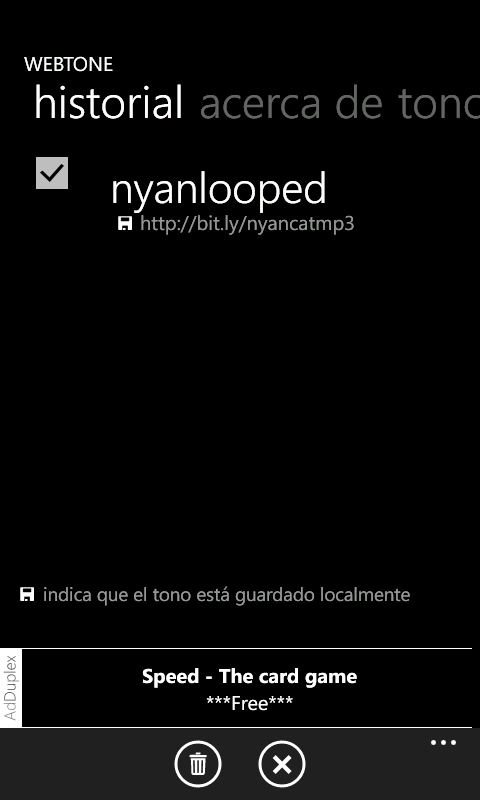 WEBTONE
historial acerca de tono
nyanlooped
http://bit.ly/nyancatmp3
indica que el tono está guardado localmente
AdDuplex
Speed - The card game
***Free***